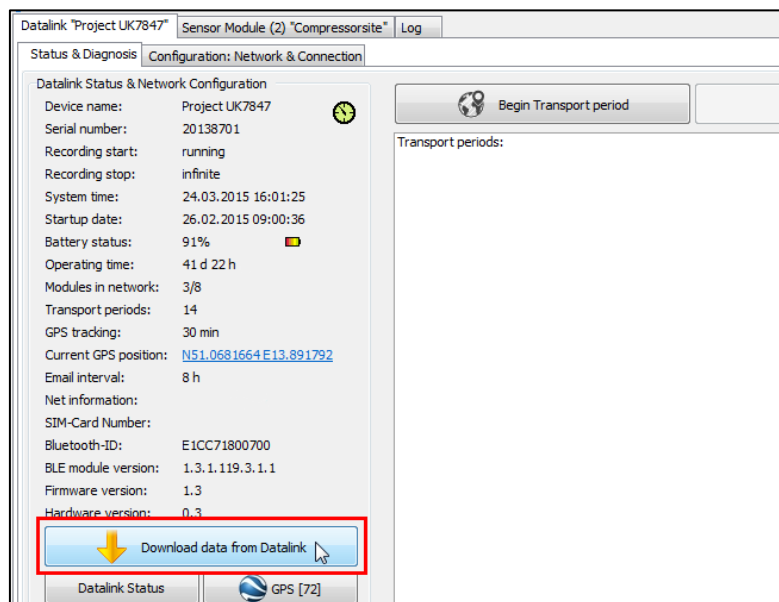 Datalink "Project UK7847" Sensor Module (2) "Compressorsite" Log
Status & Diagnosis Configuration: Network & Connection
Datalink Status & Network Configuration
Device name: Project UK7847
Serial number: 20138701
Recording start: running
Recording stop: infinite
System time: 24.03.2015 16:01:25
Startup date: 26.02.2015 09:00:36
Battery status: 91%
Operating time: 41 d 22 h
Modules in network: 3/8
Transport periods: 14
GPS tracking: 30 min
Current GPS position: N51.0681664 E13.891792
Email interval: 8 h
Net information:
SIM-Card Number:
Bluetooth-ID: E1CC71800700
BLE module version: 1.3.1.119.3.1.1
Firmware version: 1.3
Hardware version: 0.3
Download data from Datalink
Datalink Status GPS [72]
Begin Transport period
Transport periods: